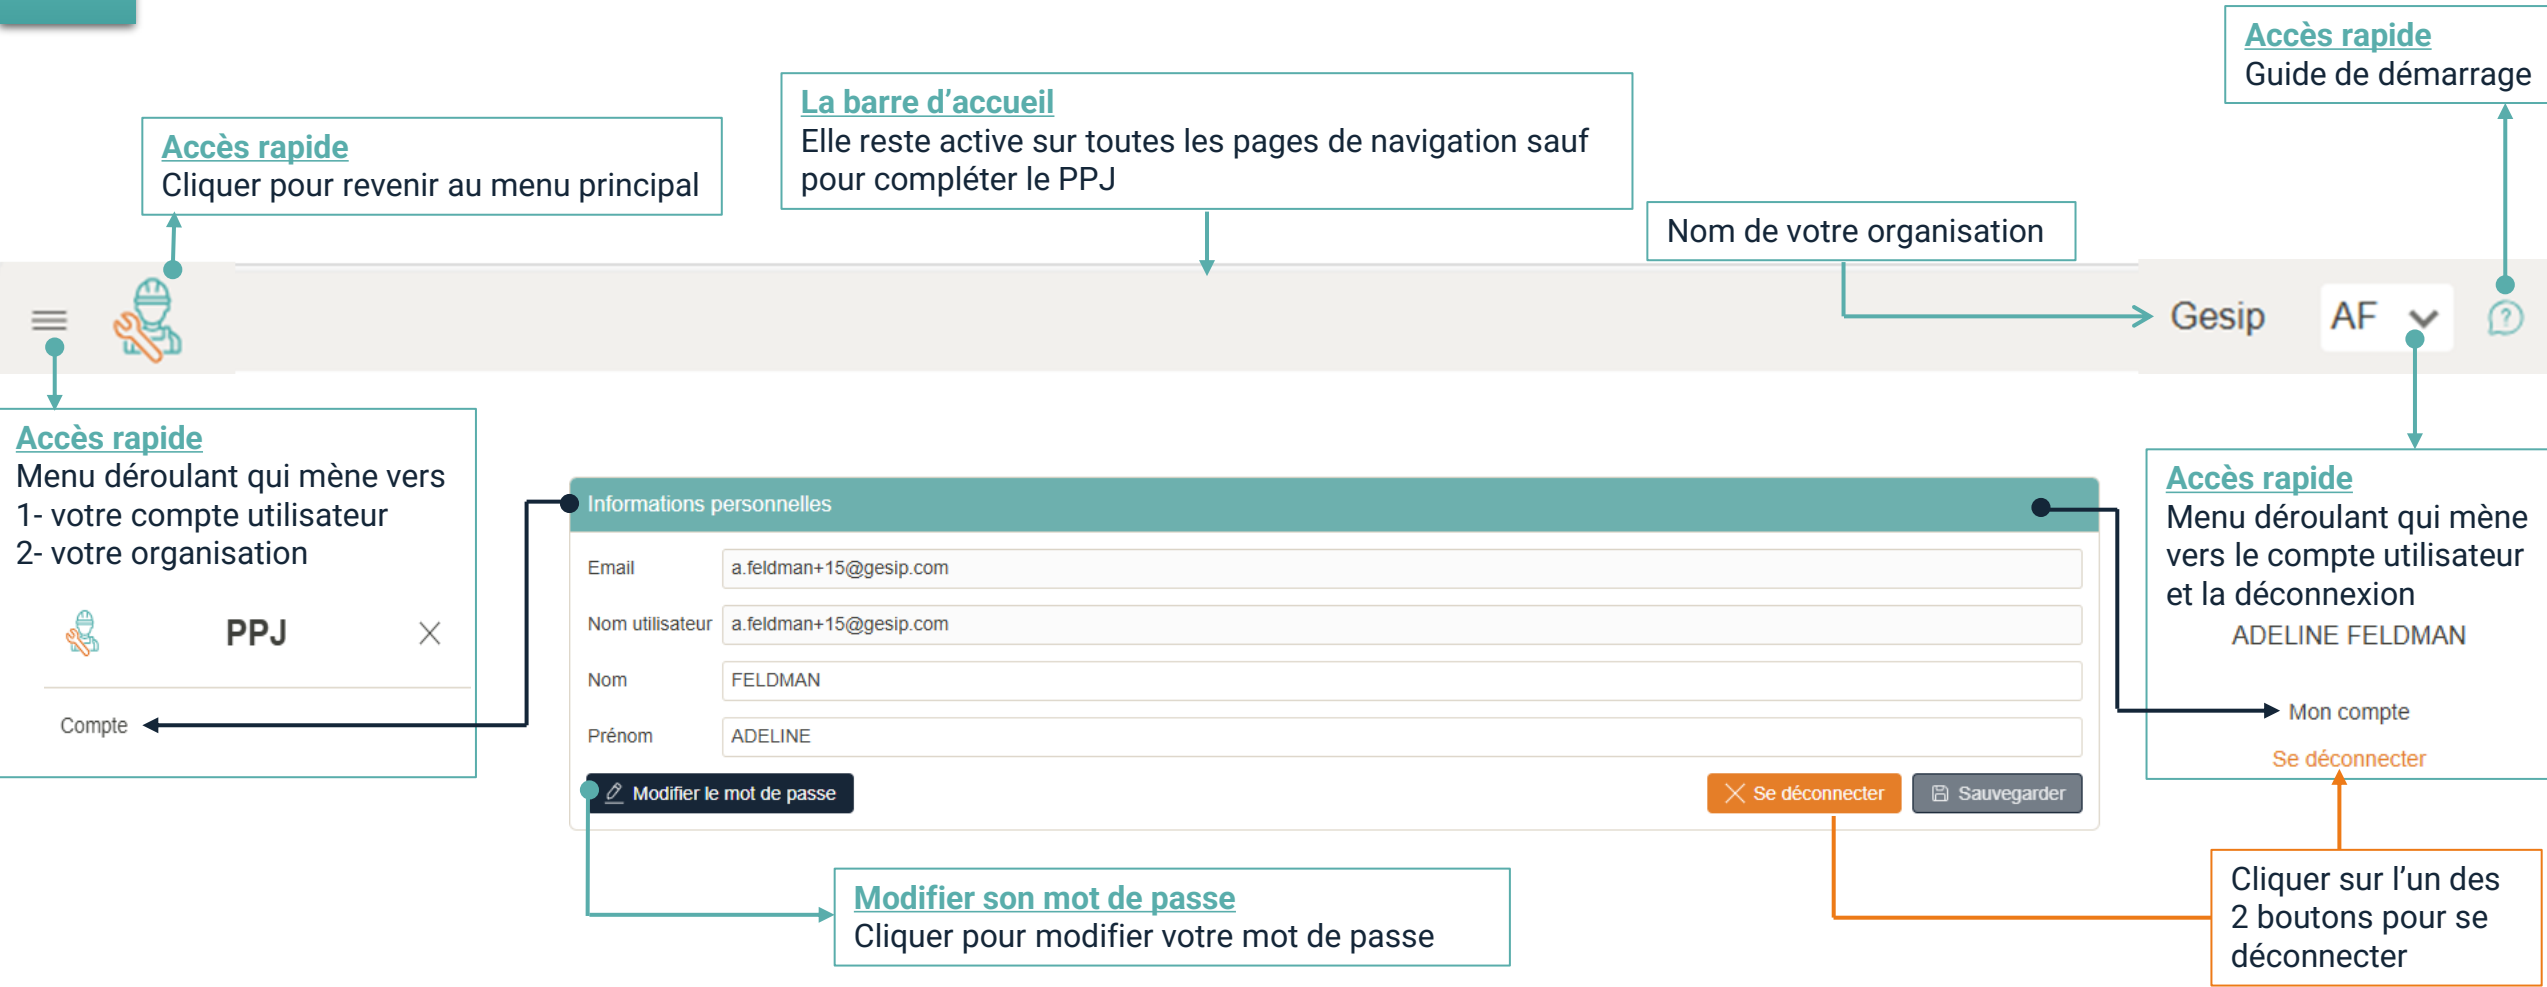 Accès rapide
Guide de démarrage
La barre d’accueil
Elle reste active sur toutes les pages de navigation sauf
pour compléter le PPJ
Accès rapide
Cliquer pour revenir au menu principal
Nom de votre organisation
Gesip
AF
?
Accès rapide
Menu déroulant qui mène vers
1- votre compte utilisateur
2- votre organisation
PPJ
Compte
Informations personnelles
Email a.feldman+15@gesip.com
Nom utilisateur a.feldman+15@gesip.com
Nom FELDMAN
Prénom ADELINE
Modifier le mot de passe
Se déconnecter
Sauvegarder
Accès rapide
Menu déroulant qui mène
vers le compte utilisateur
et la déconnexion
ADELINE FELDMAN
Mon compte
Se déconnecter
Modifier son mot de passe
Cliquer pour modifier votre mot de passe
Cliquer sur l’un des
2 boutons pour se
déconnecter